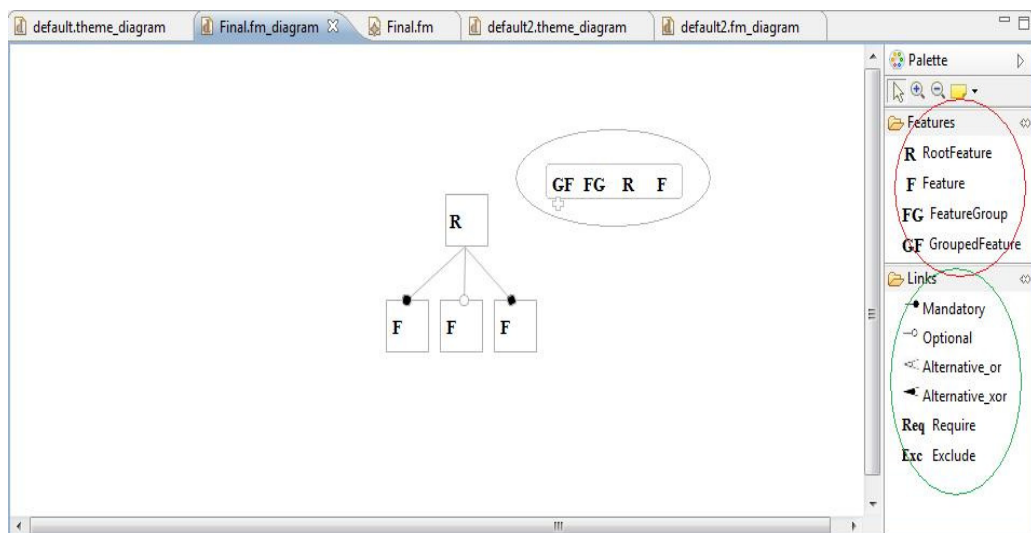 default.theme_diagram
Final.fm_diagram
Final.fm
default2.theme_diagram
default2.fm_diagram
Palette
Features
R RootFeature
F Feature
FG FeatureGroup
GF GroupedFeature
Links
Mandatory
Optional
Alternative_or
Alternative_xor
Req Require
Exc Exclude
GF FG R F
R
F F F